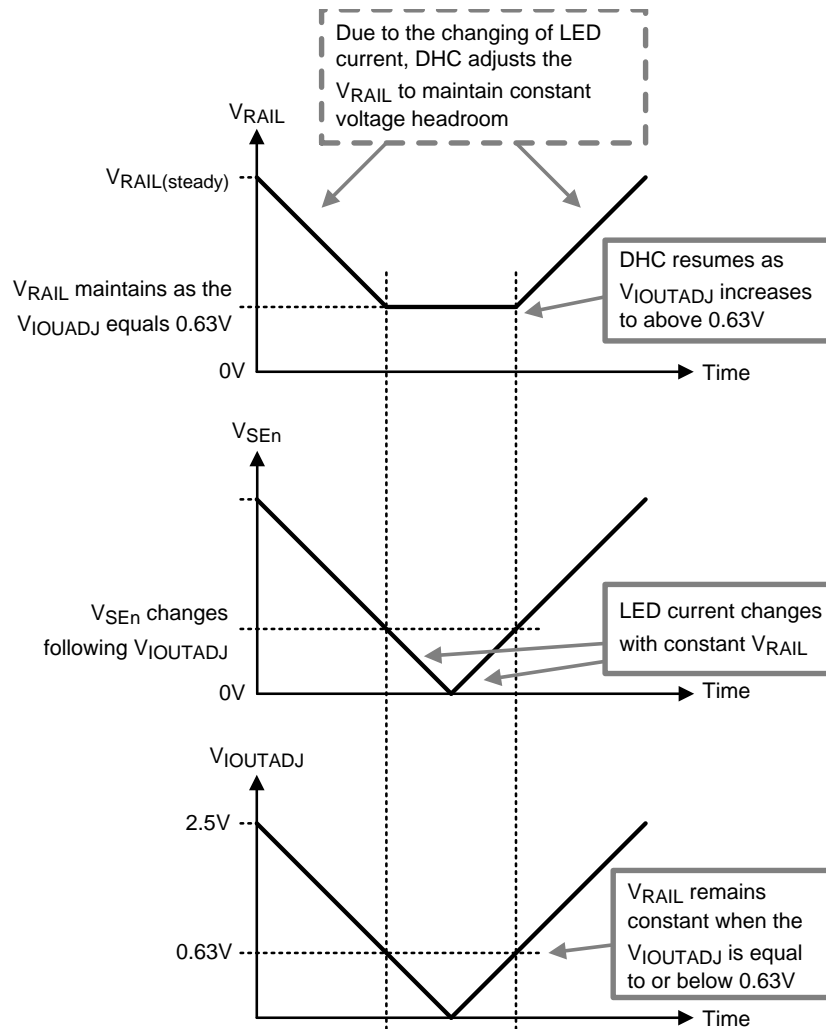 Due to the changing of LED
current, DHC adjusts the
VRAIL to maintain constant
voltage headroom
VRAIL
VRAIL(steady)
DHC resumes as
VIOUTADJ increases
to above 0.63V
VRAIL maintains as the
VIOUADJ equals 0.63V
0V
Time
VSEn
VSEn changes
following VIOUTADJ
LED current changes
with constant VRAIL
0V
Time
VIOUTADJ
2.5V
0.63V
VRAIL remains
constant when the
VIOUTADJ is equal
to or below 0.63V
Time